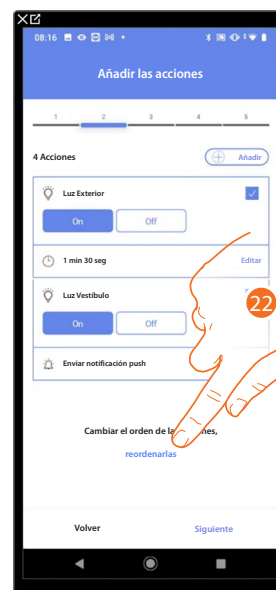 08:16
Añadir las acciones
1 2 3 4 5
4 Acciones
Añadir
Luz Exterior
On Off
1 min 30 seg Editar
Luz Vestíbulo
On Off
22
Enviar notificación push
Cambiar el orden de la nes,
reordenarlas
Volver Siguiente